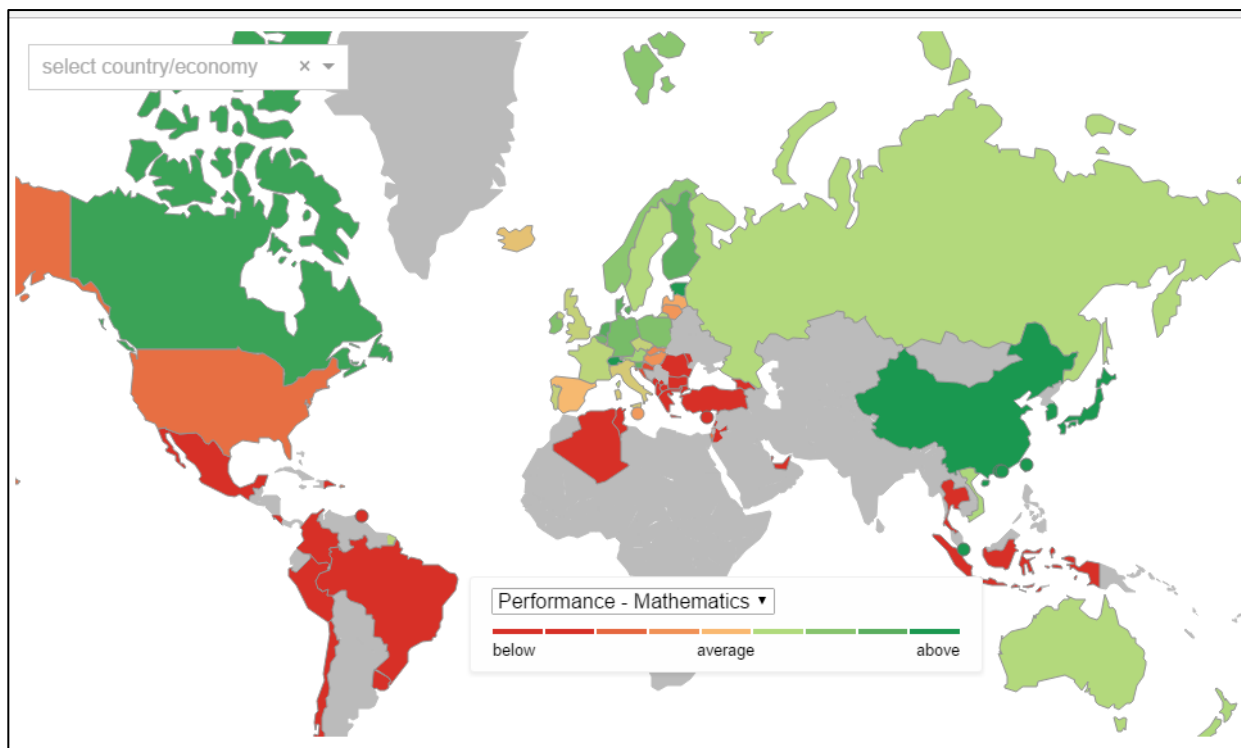 select country/economy × ▾
Performance - Mathematics ▾
below average above